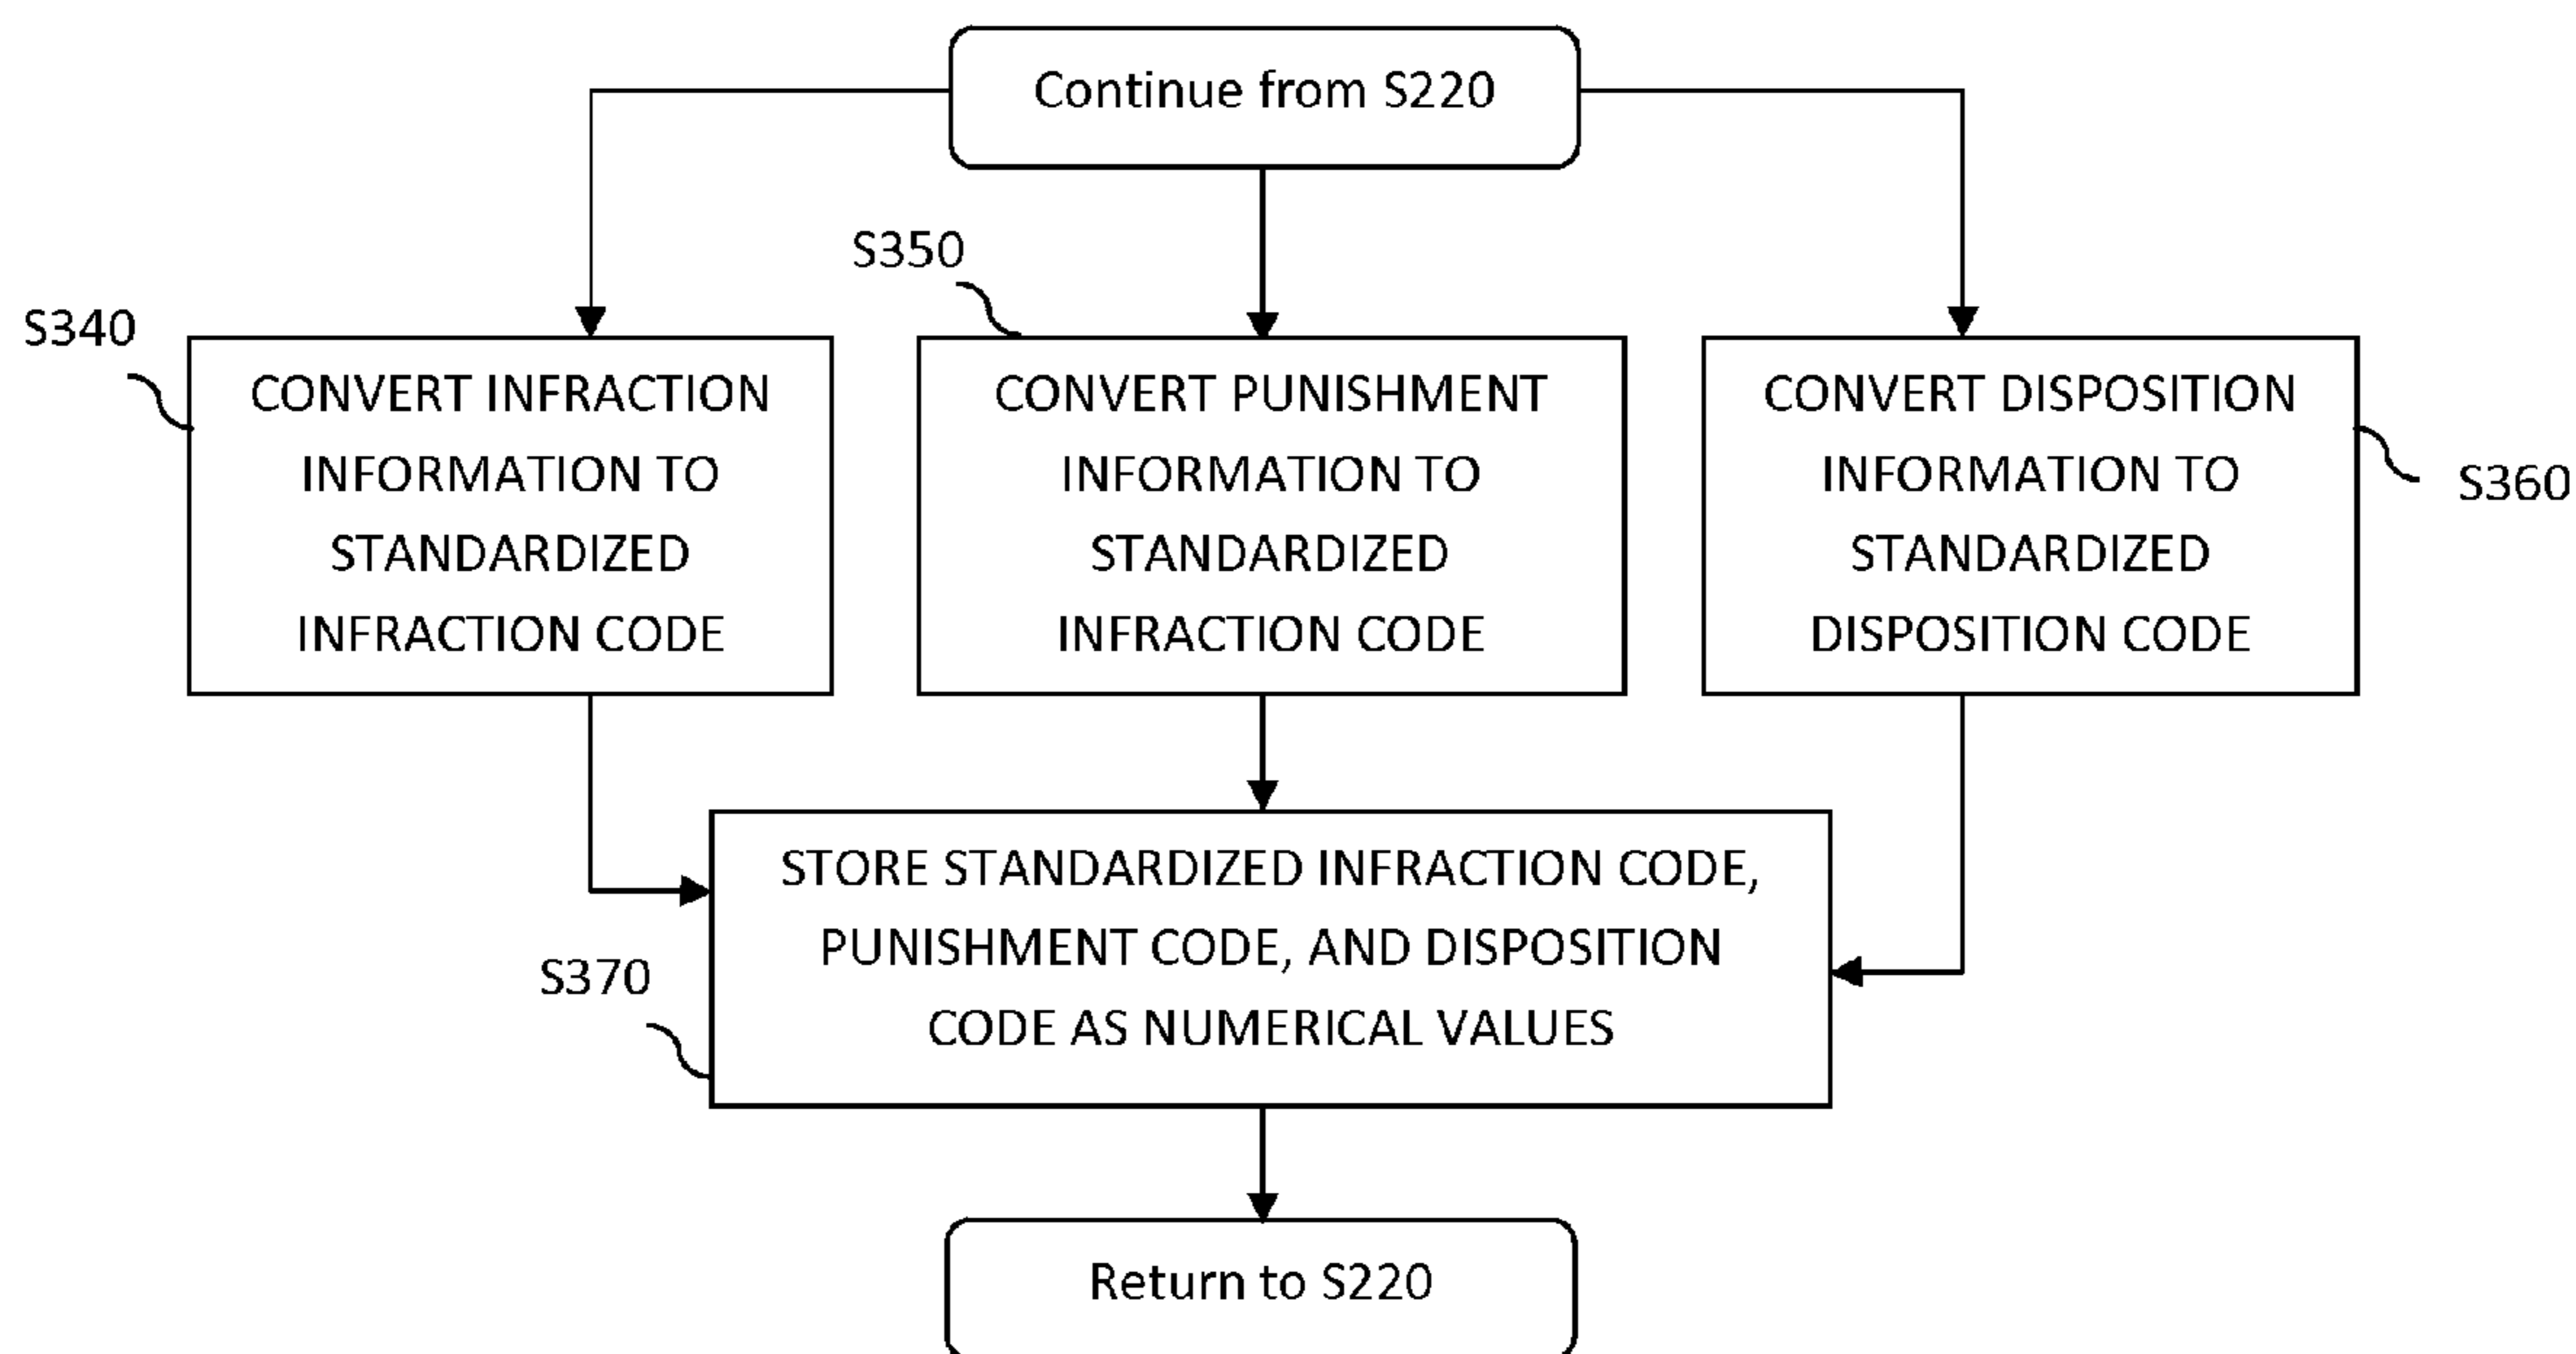 Continue from S220
S350
S340
CONVERT INFRACTION
INFORMATION TO
STANDARDIZED
INFRACTION CODE
CONVERT PUNISHMENT
INFORMATION TO
STANDARDIZED
INFRACTION CODE
CONVERT DISPOSITION
INFORMATION TO
STANDARDIZED
DISPOSITION CODE
S360
STORE STANDARDIZED INFRACTION CODE,
PUNISHMENT CODE, AND DISPOSITION
CODE AS NUMERICAL VALUES
S370
Return to S220